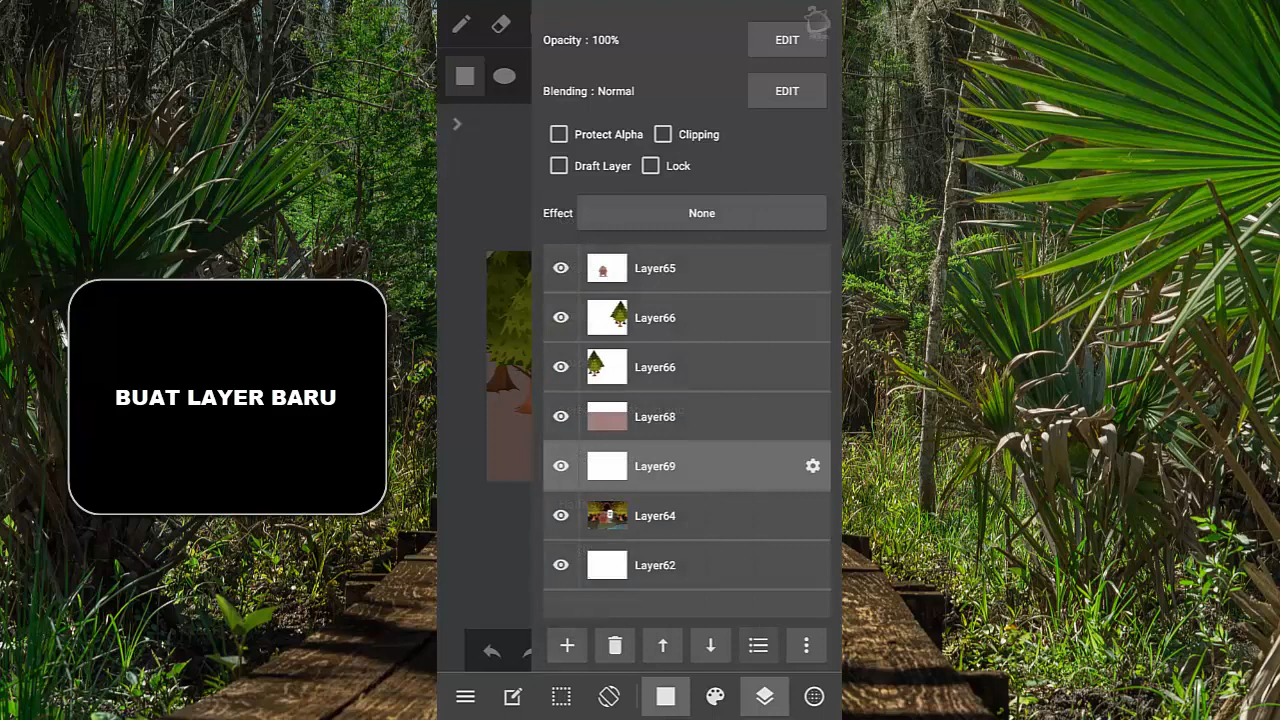 Opacity : 100%
EDIT
Blending : Normal
EDIT
Protect Alpha
Clipping
Draft Layer
Lock
Effect
None
Layer65
Layer66
Layer66
Layer68
Layer69
Layer64
Layer62
BUAT LAYER BARU